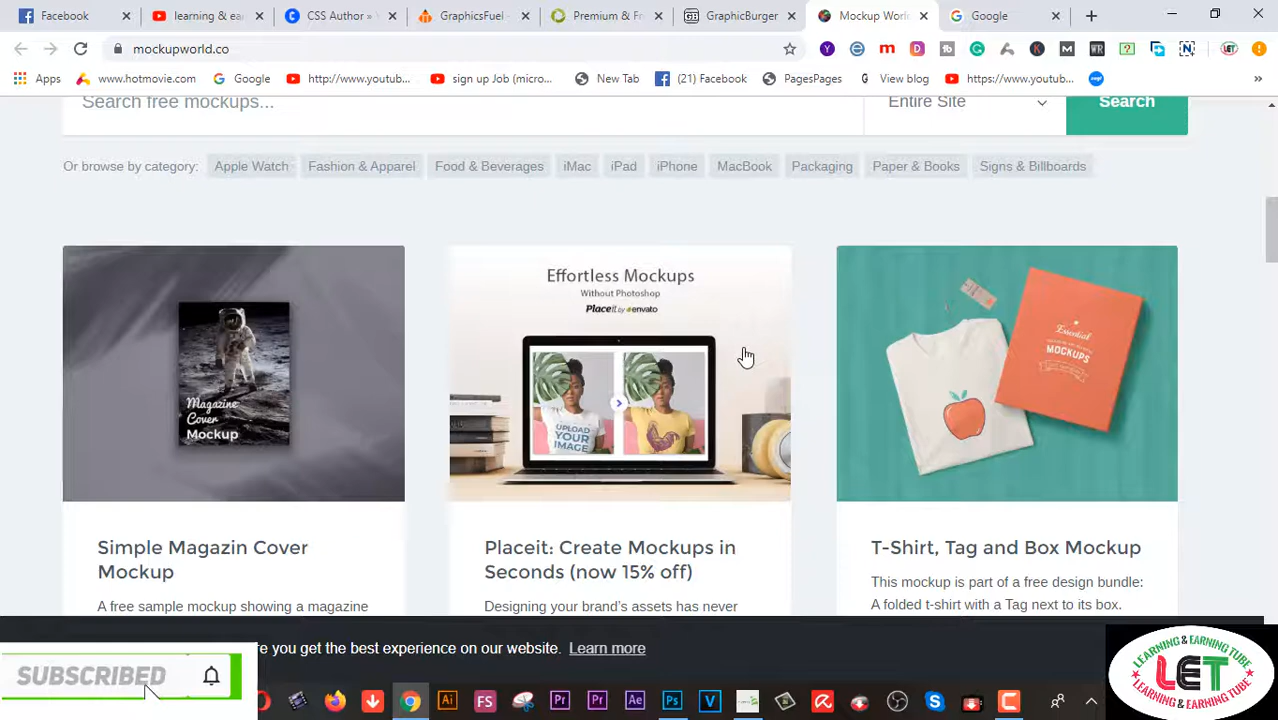 Facebook
learning & ea
CSS Author »
GraphicsFuel -
Premium & Fr
GraphicBurger
Mockup Worl
Google
mockupworld.co
Apps
www.hotmovie.com
Google
http://www.youtub...
sign up Job (micro...
New Tab
(21) Facebook
PagesPages
View blog
https://www.youtub...
Search free mockups...
Entire Site
Search
Or browse by category:
Apple Watch
Fashion & Apparel
Food & Beverages
iMac
iPad
iPhone
MacBook
Packaging
Paper & Books
Signs & Billboards
Magazine
Cover
Mockup
Effortless Mockups
Without Photoshop
Placeit by envato
UPLOAD
YOUR
IMAGE
Essential
MOCKUPS
Simple Magazin Cover
Mockup
A free sample mockup showing a magazine
Placeit: Create Mockups in
Seconds (now 15% off)
Designing your brand's assets has never
T-Shirt, Tag and Box Mockup
This mockup is part of a free design bundle:
A folded t-shirt with a Tag next to its box.
re you get the best experience on our website. Learn more
SUBSCRIBED
LEARNING & EARNING TUBE
LET
LEARNING & EARNING TUBE